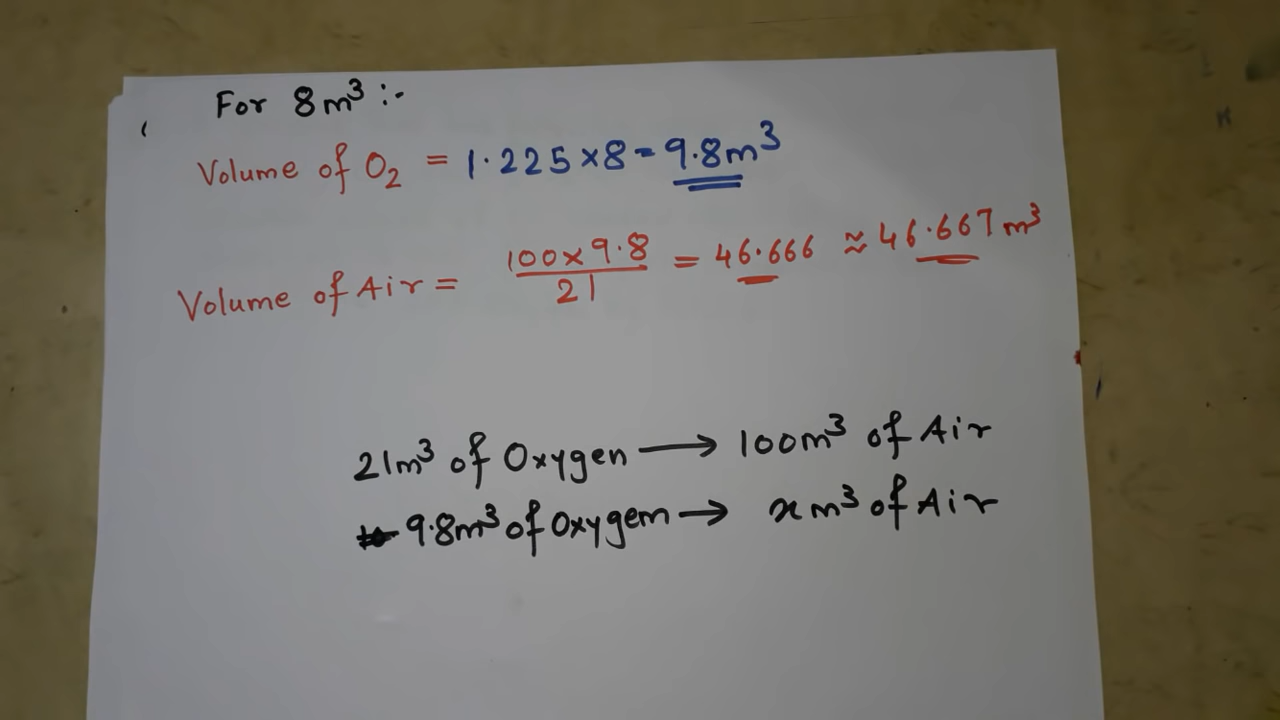 For 8m³ :-
Volume of O₂ = 1.225×8=9.8m³
Volume of Air = 100×9.8/21 = 46.666 ≈ 46.667m³
21m³ of Oxygen → 100m³ of Air
9.8m³ of Oxygem → x m³ of Air